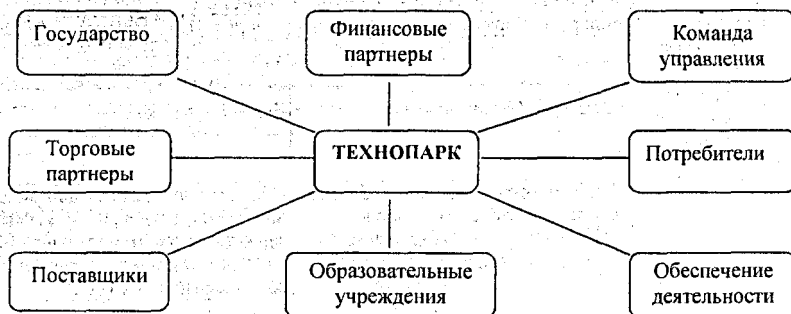 Государство
Финансовые
партнеры
Команда
управления
Торговые
партнеры
ТЕХНОПАРК
Потребители
Поставщики
Образовательные
учреждения
Обеспечение
деятельности